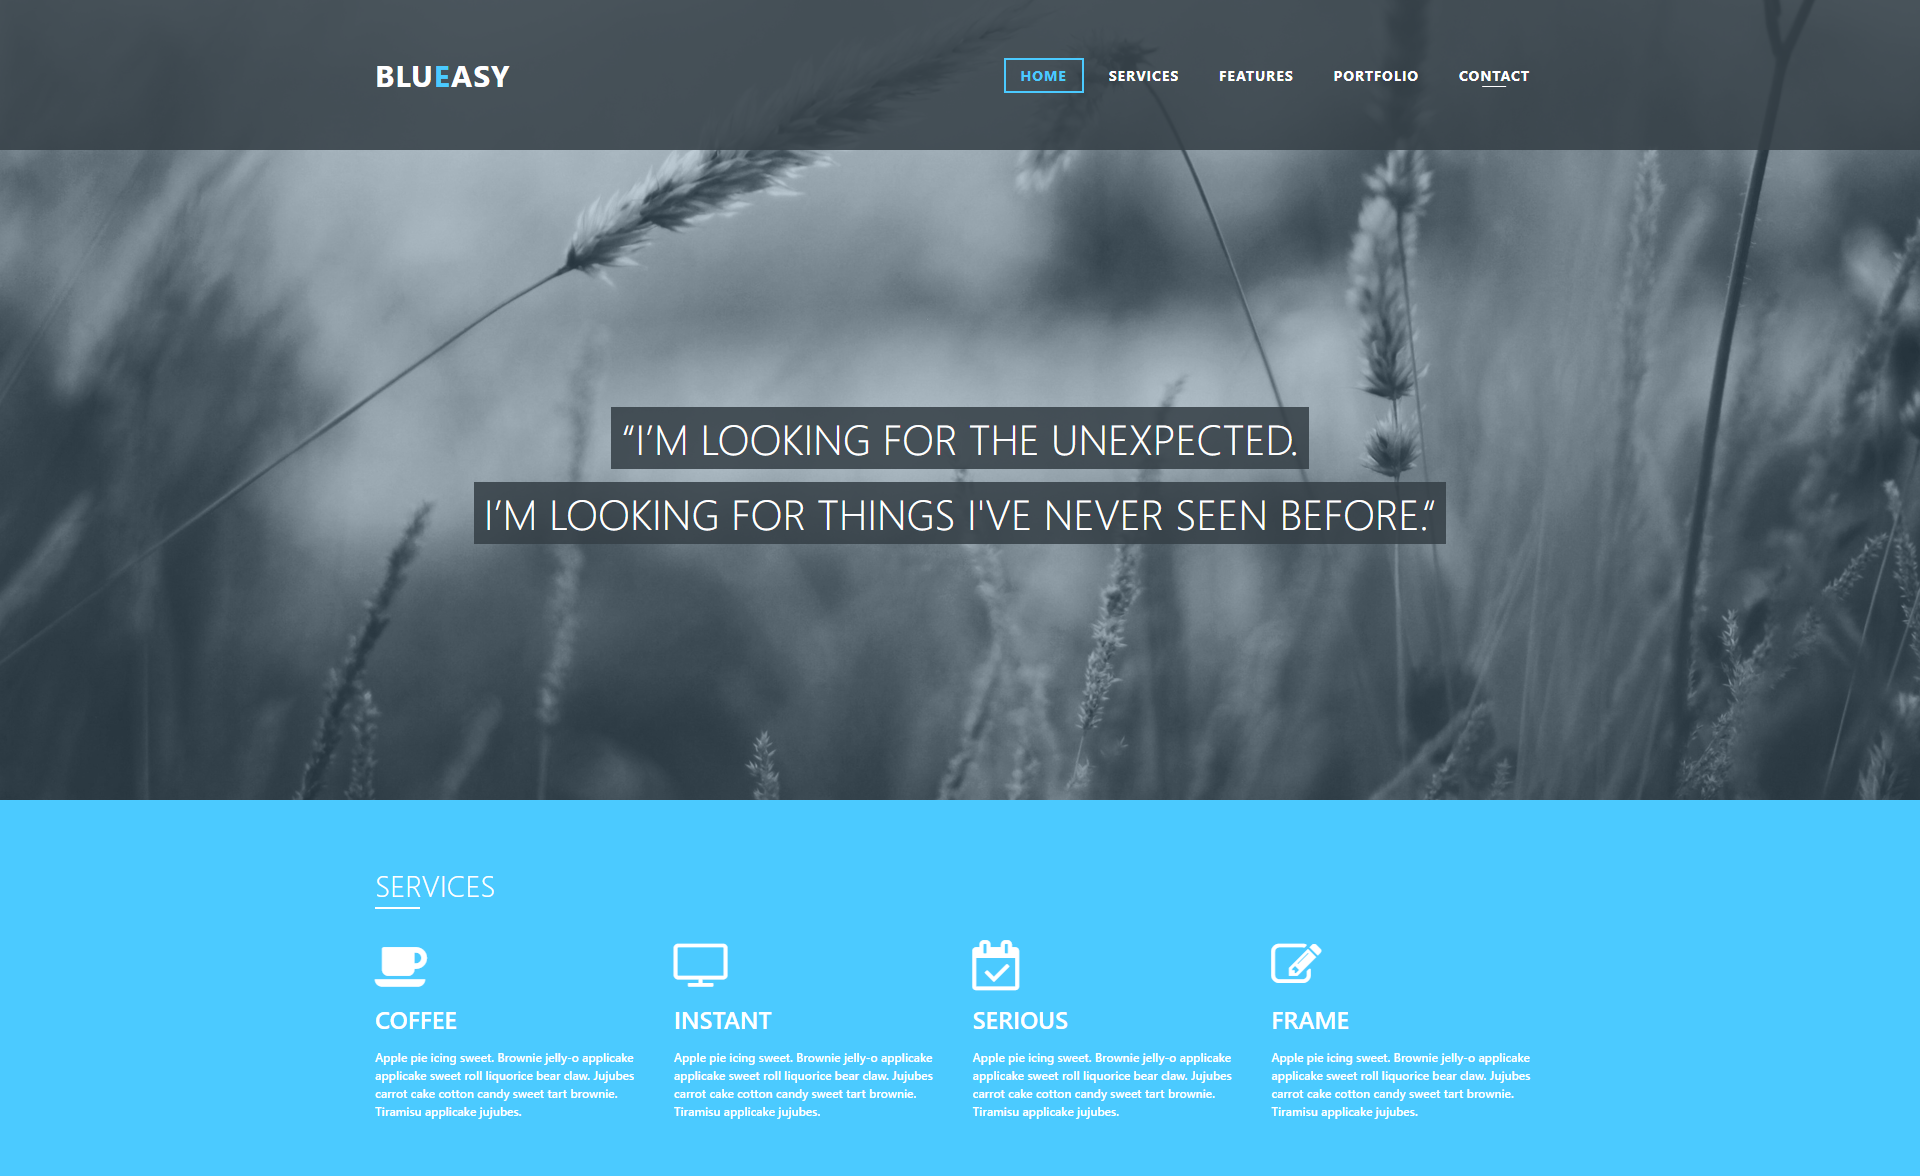 BLUEASY
HOME SERVICES FEATURES PORTFOLIO CONTACT
“I’M LOOKING FOR THE UNEXPECTED.
I’M LOOKING FOR THINGS I'VE NEVER SEEN BEFORE.“
SERVICES
COFFEE
Apple pie icing sweet. Brownie jelly-o applicake
applicake sweet roll liquorice bear claw. Jujubes
carrot cake cotton candy sweet tart brownie.
Tiramisu applicake jujubes.
INSTANT
Apple pie icing sweet. Brownie jelly-o applicake
applicake sweet roll liquorice bear claw. Jujubes
carrot cake cotton candy sweet tart brownie.
Tiramisu applicake jujubes.
SERIOUS
Apple pie icing sweet. Brownie jelly-o applicake
applicake sweet roll liquorice bear claw. Jujubes
carrot cake cotton candy sweet tart brownie.
Tiramisu applicake jujubes.
FRAME
Apple pie icing sweet. Brownie jelly-o applicake
applicake sweet roll liquorice bear claw. Jujubes
carrot cake cotton candy sweet tart brownie.
Tiramisu applicake jujubes.